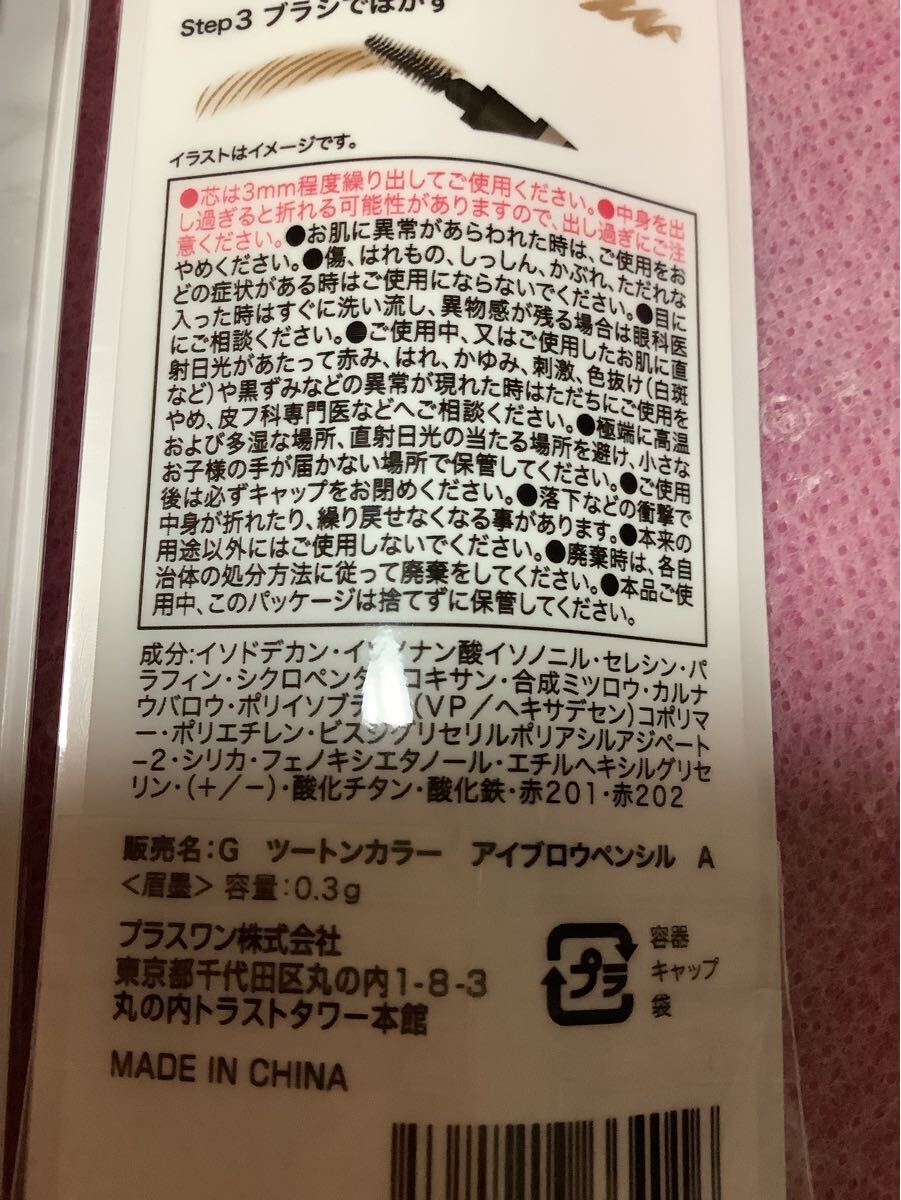 Step3 ブラシでぼかす
イラストはイメージです。
●芯は3mm程度繰り出してご使用ください。●中身を出
し過ぎると折れる可能性がありますので、出し過ぎにご注
意ください。●お肌に異常があらわれた時は、ご使用をお
やめください。●傷、はれもの、しっしん、かぶれ、ただれな
どの症状がある時はご使用にならないでください。●目に
入った時はすぐに洗い流し、異物感が残る場合は眼科医
にご相談ください。●ご使用中、又はご使用したお肌に直
射日光があたって赤み、はれ、かゆみ、刺激、色抜け(白斑
など)や黒ずみなどの異常が現れた時はただちにご使用を
やめ、皮フ科専門医などへご相談ください。●極端に高温
および多湿な場所、直射日光の当たる場所を避け、小さな
お子様の手が届かない場所で保管してください。●ご使用
後は必ずキャップをお閉めください。●落下などの衝撃で
中身が折れたり、繰り戻せなくなる事があります。●本来の
用途以外にはご使用しないでください。●廃棄時は、各自
治体の処分方法に従って廃棄をしてください。●本品ご使
用中、このパッケージは捨てずに保管してください。
成分:イソドデカン・イソノナン酸イソノニル・セレシン・パ
ラフィン・シクロペンタ コキサン・合成ミツロウ・カルナ
ウバロウ・ポリイソブ (VP/ヘキサデセン)コポリマ
ー・ポリエチレン・ビスジグリセリルポリアシルアジペート
-2・シリカ・フェノキシエタノール・エチルヘキシルグリセ
リン・(+/-)・酸化チタン・酸化鉄・赤201・赤202
販売名:G ツートンカラー アイブロウペンシル A
<眉墨> 容量:0.3g
プラスワン株式会社
東京都千代田区丸の内1-8-3
丸の内トラストタワー本館
プラ
容器
キャップ
袋
MADE IN CHINA